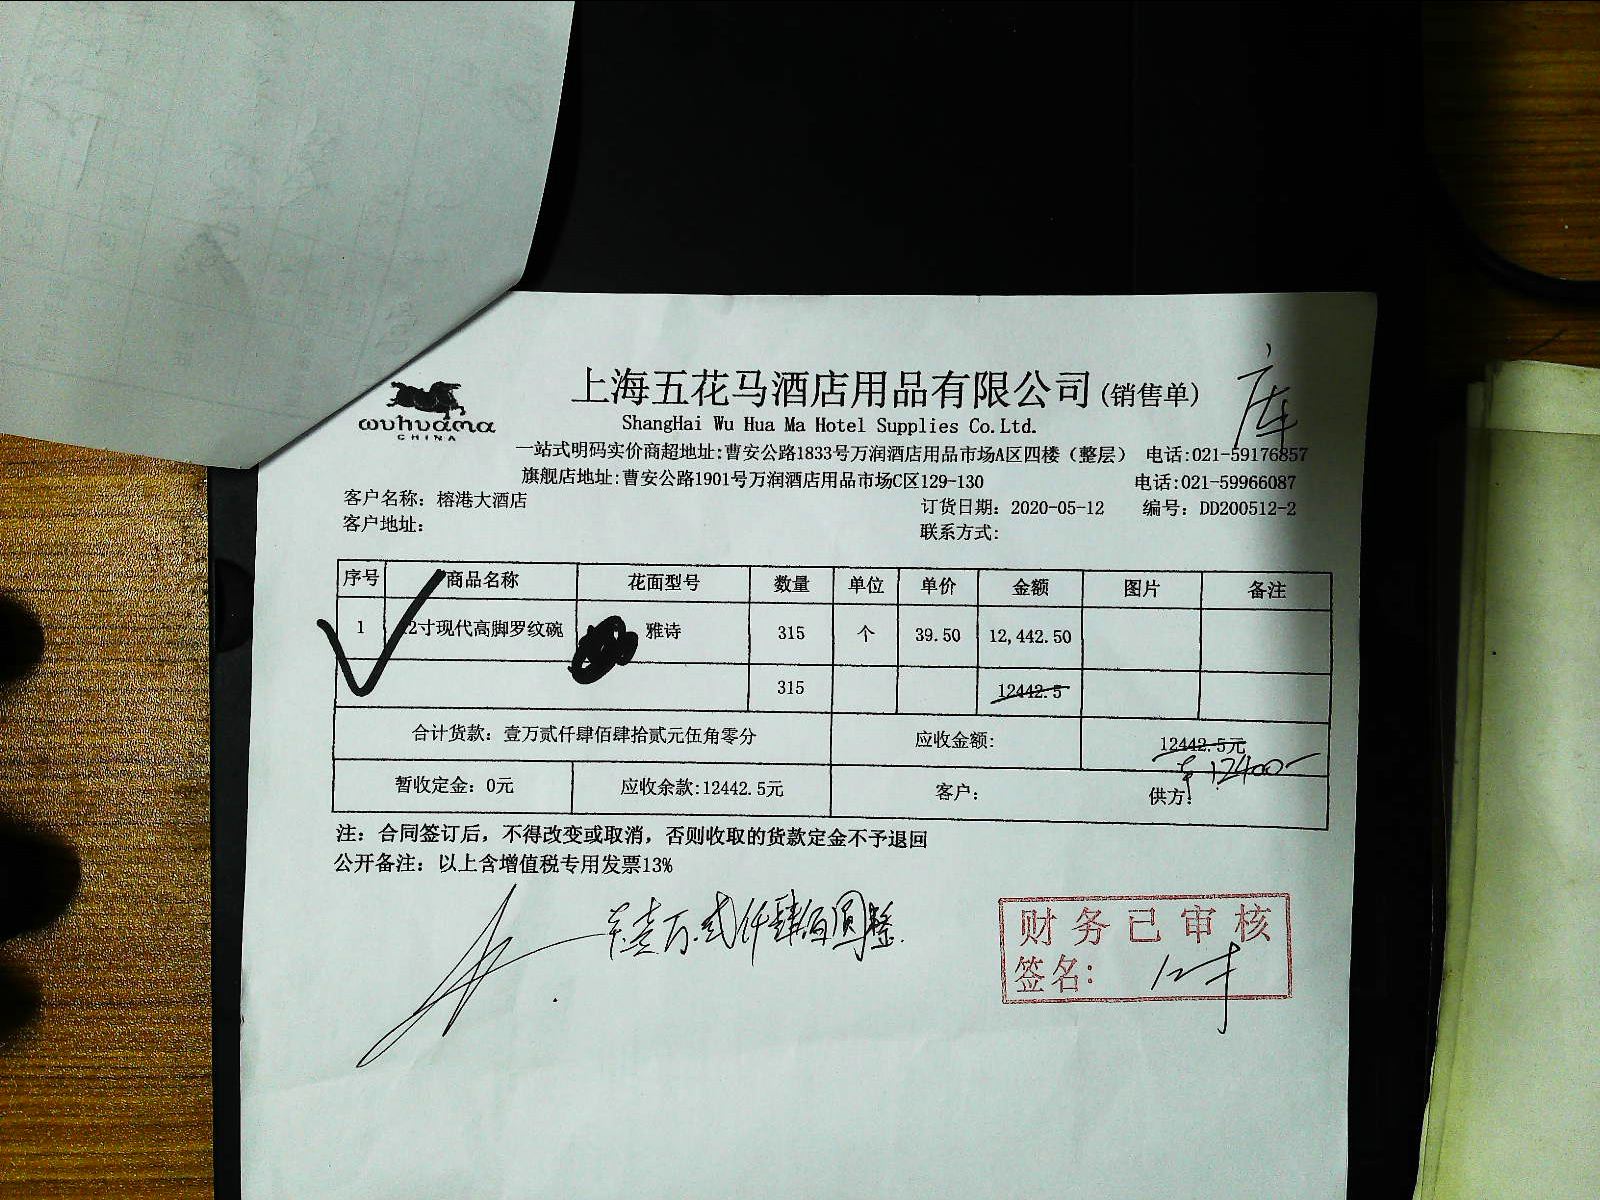 上海五花马酒店用品有限公司(销售单)
库
wuhuama
CHINA
ShangHai Wu Hua Ma Hotel Supplies Co.Ltd.
一站式明码实价商超地址:曹安公路1833号万润酒店用品市场A区四楼（整层） 电话:021-59176857
旗舰店地址:曹安公路1901号万润酒店用品市场C区129-130 电话:021-59966087
客户名称: 榕港大酒店 订货日期: 2020-05-12 编号: DD200512-2
客户地址: 联系方式:
序号 商品名称 花面型号 数量 单位 单价 金额 图片 备注
1 2寸现代高脚罗纹碗 雅诗 315 个 39.50 12,442.50
315 12442.5
合计货款: 壹万贰仟肆佰肆拾贰元伍角零分 应收金额: 12442.5元
12400-
暂收定金: 0元 应收余款:12442.5元 客户: 供方:
注: 合同签订后, 不得改变或取消, 否则收取的货款定金不予退回
公开备注: 以上含增值税专用发票13%
壹万贰仟肆佰圆整
财务已审核
签名: